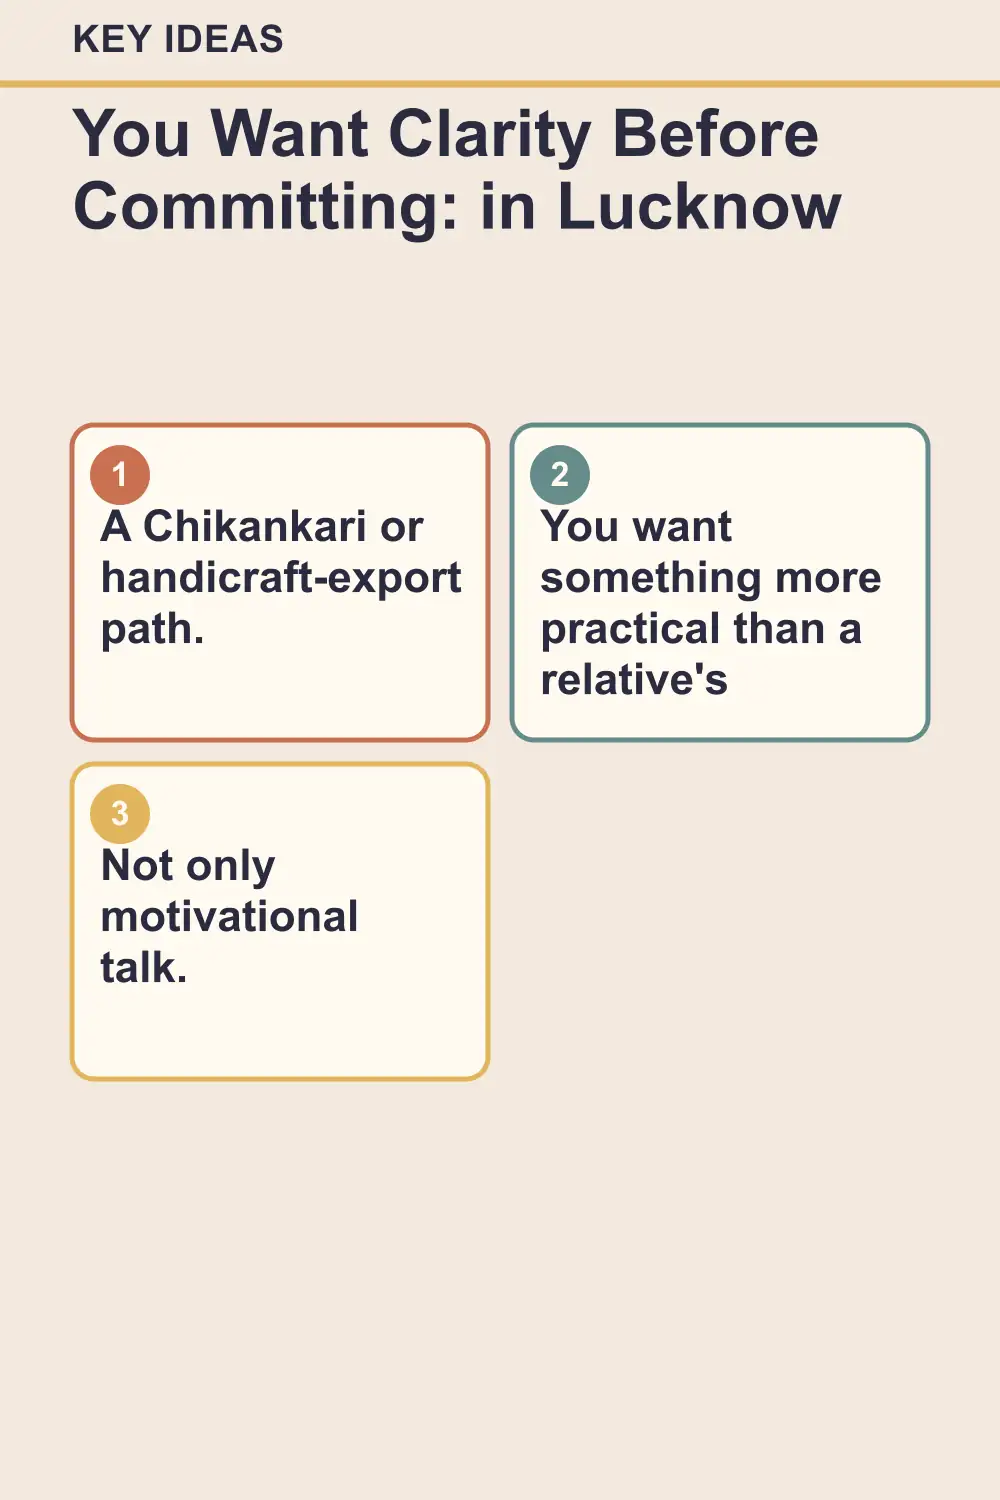 KEY IDEAS
You Want Clarity Before
Committing: in Lucknow
1
A Chikankari or
handicraft-export
path.
2
You want
something more
practical than a
relative's
3
Not only
motivational
talk.